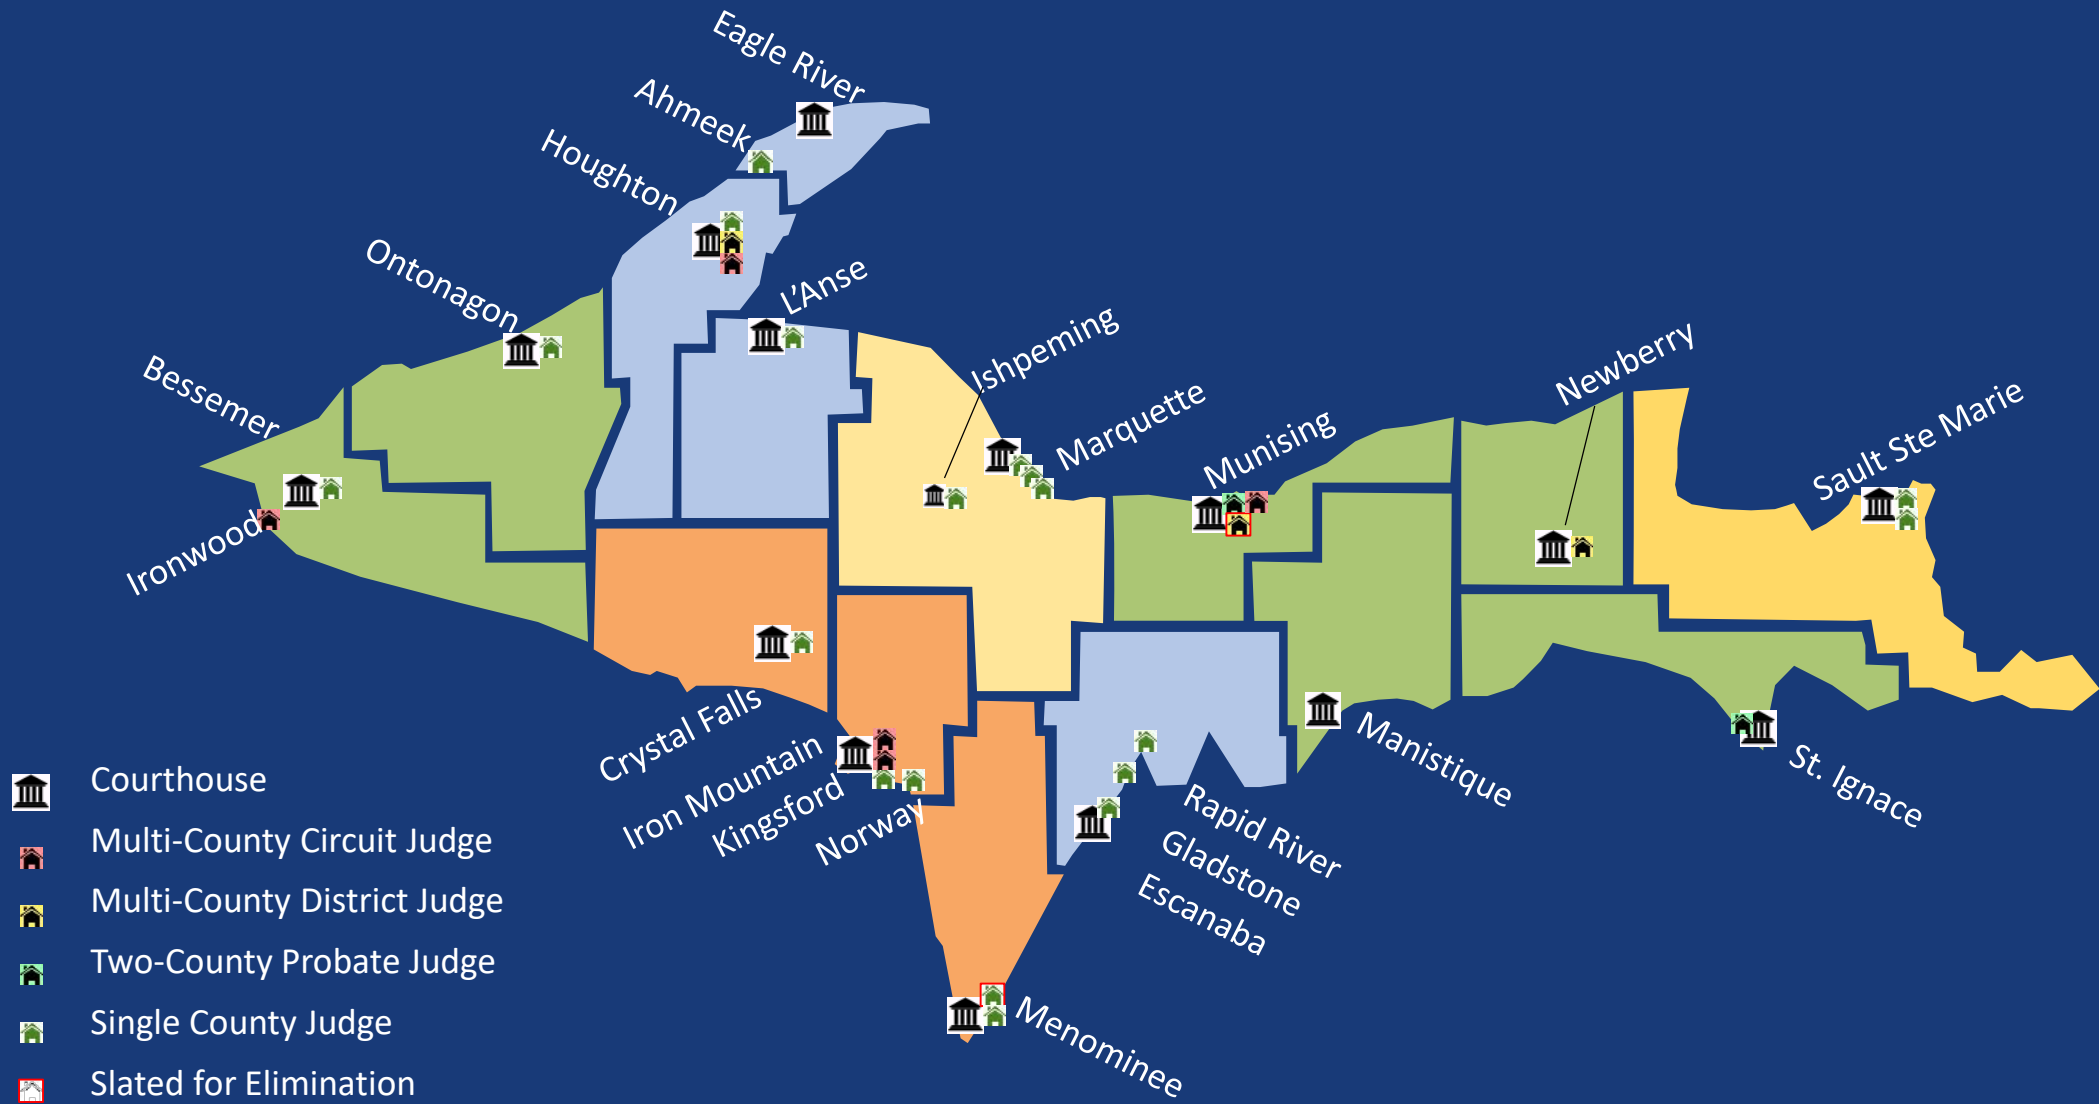 Eagle River
Ahmeek
Houghton
Ontonagon
L'Anse
Bessemer
Ishpeming
Marquette
Newberry
Munising
Sault Ste Marie
Ironwood
Crystal Falls
Iron Mountain
Kingsford
Norway
Rapid River
Gladstone
Escanaba
Manistique
St. Ignace
Menominee
Courthouse
Multi-County Circuit Judge
Multi-County District Judge
Two-County Probate Judge
Single County Judge
Slated for Elimination